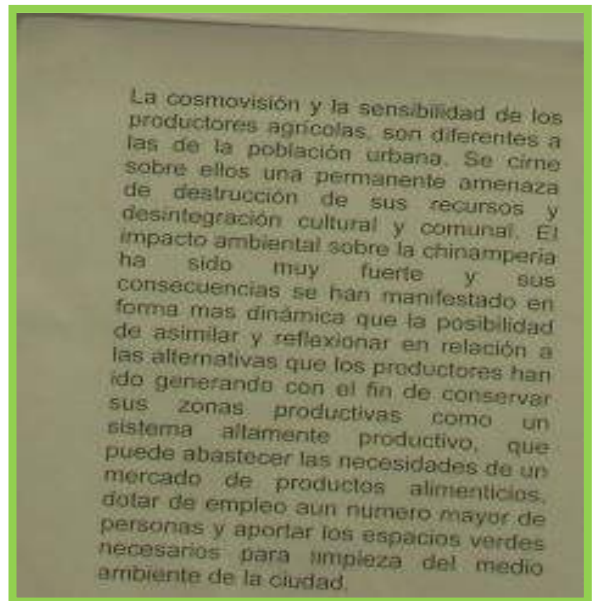 La cosmovisión y la sensibilidad de los
productores agrícolas, son diferentes a
las de la población urbana. Se cirne
sobre ellos una permanente amenaza
de destrucción de sus recursos y
desintegración cultural y comunal. El
impacto ambiental sobre la chinampería
ha sido muy fuerte y sus
consecuencias se han manifestado en
forma mas dinámica que la posibilidad
de asimilar y reflexionar en relación a
las alternativas que los productores han
ido generando con el fin de conservar
sus zonas productivas como un
sistema altamente productivo, que
puede abastecer las necesidades de un
mercado de productos alimenticios,
dotar de empleo aun numero mayor de
personas y aportar los espacios verdes
necesarios para limpieza del medio
ambiente de la ciudad.